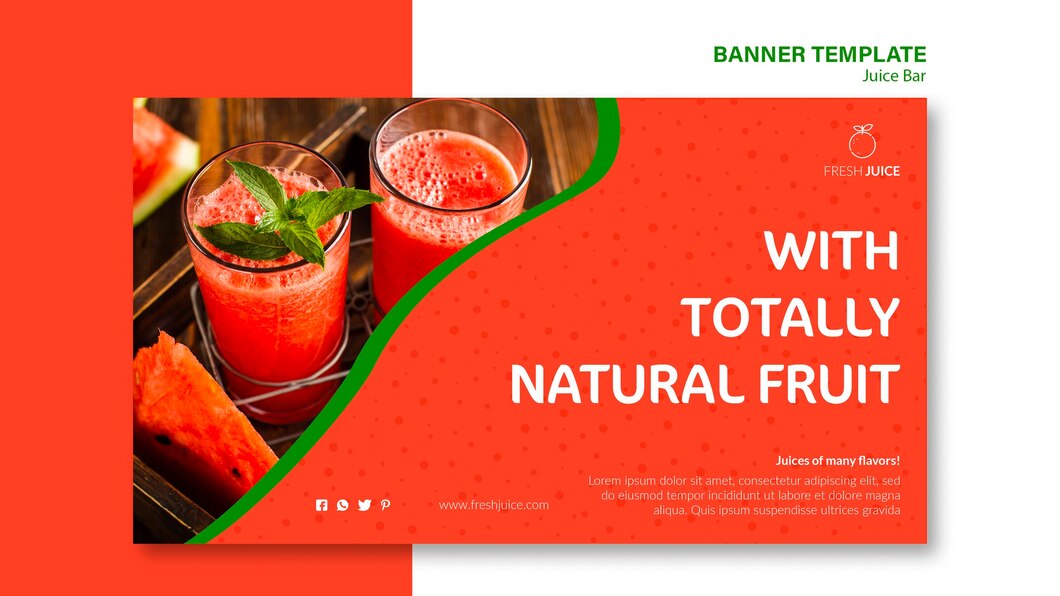 BANNER TEMPLATE
Juice Bar
FRESH JUICE
WITH
TOTALLY
NATURAL FRUIT
Juices of many flavors!
Lorem ipsum dolor sit amet, consectetur adipiscing elit, sed
do eiusmod tempor incididunt ut labore et dolore magna
aliqua. Quis ipsum suspendisse ultrices gravida
www.freshjuice.com